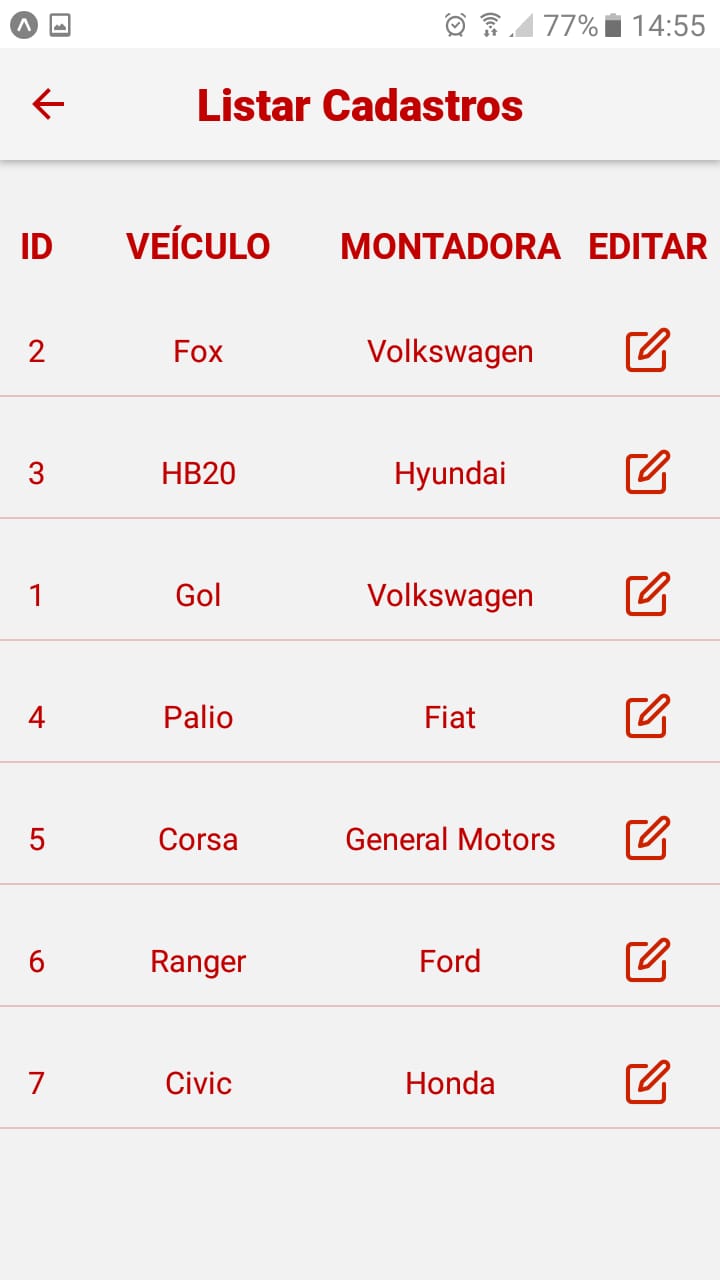 77% 14:55
Listar Cadastros
ID VEÍCULO MONTADORA EDITAR
2 Fox Volkswagen
3 HB20 Hyundai
1 Gol Volkswagen
4 Palio Fiat
5 Corsa General Motors
6 Ranger Ford
7 Civic Honda